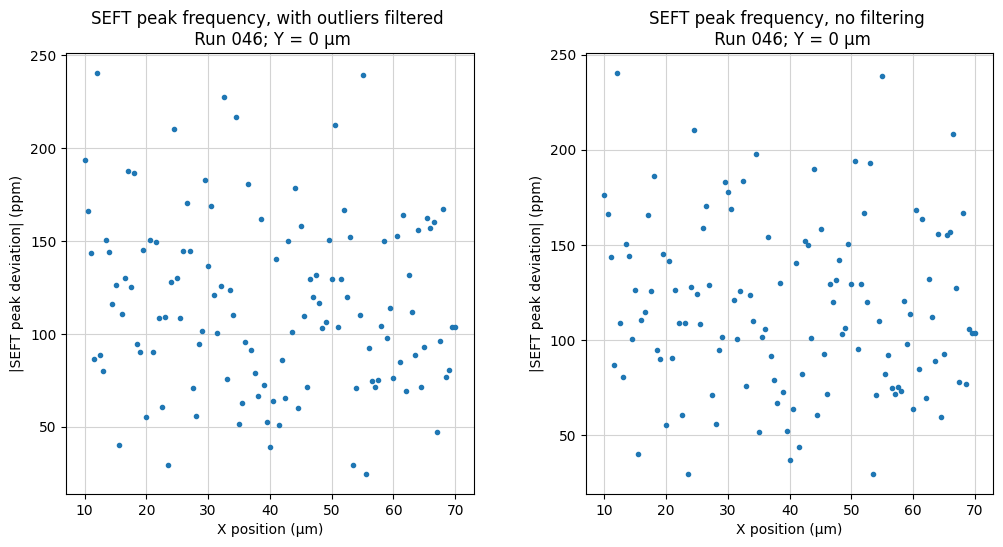 SEFT peak frequency, with outliers filtered
Run 046; Y = 0 µm
250
200
150
100
50
10 20 30 40 50 60 70
|SEFT peak deviation| (ppm)
X position (µm)
SEFT peak frequency, no filtering
Run 046; Y = 0 µm
250
200
150
100
50
10 20 30 40 50 60 70
|SEFT peak deviation| (ppm)
X position (µm)